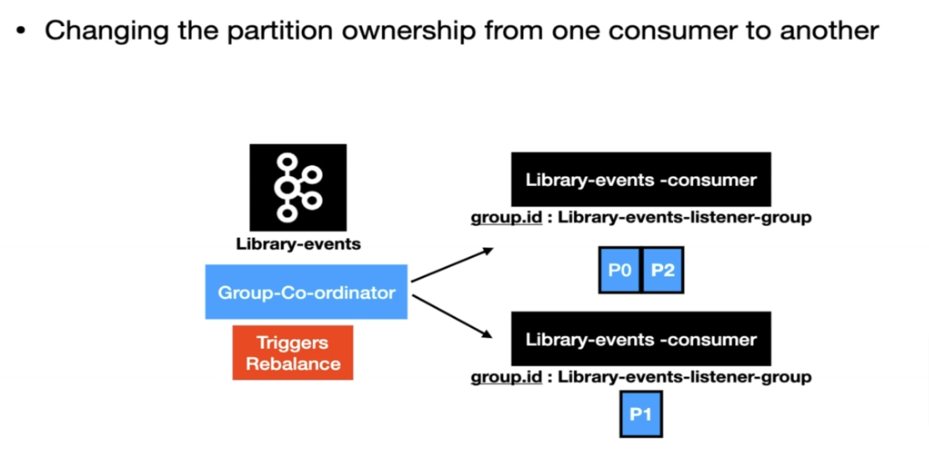 • Changing the partition ownership from one consumer to another
Library-events
Group-Co-ordinator
Triggers
Rebalance
Library-events -consumer
group.id : Library-events-listener-group
P0 P2
Library-events -consumer
group.id : Library-events-listener-group
P1